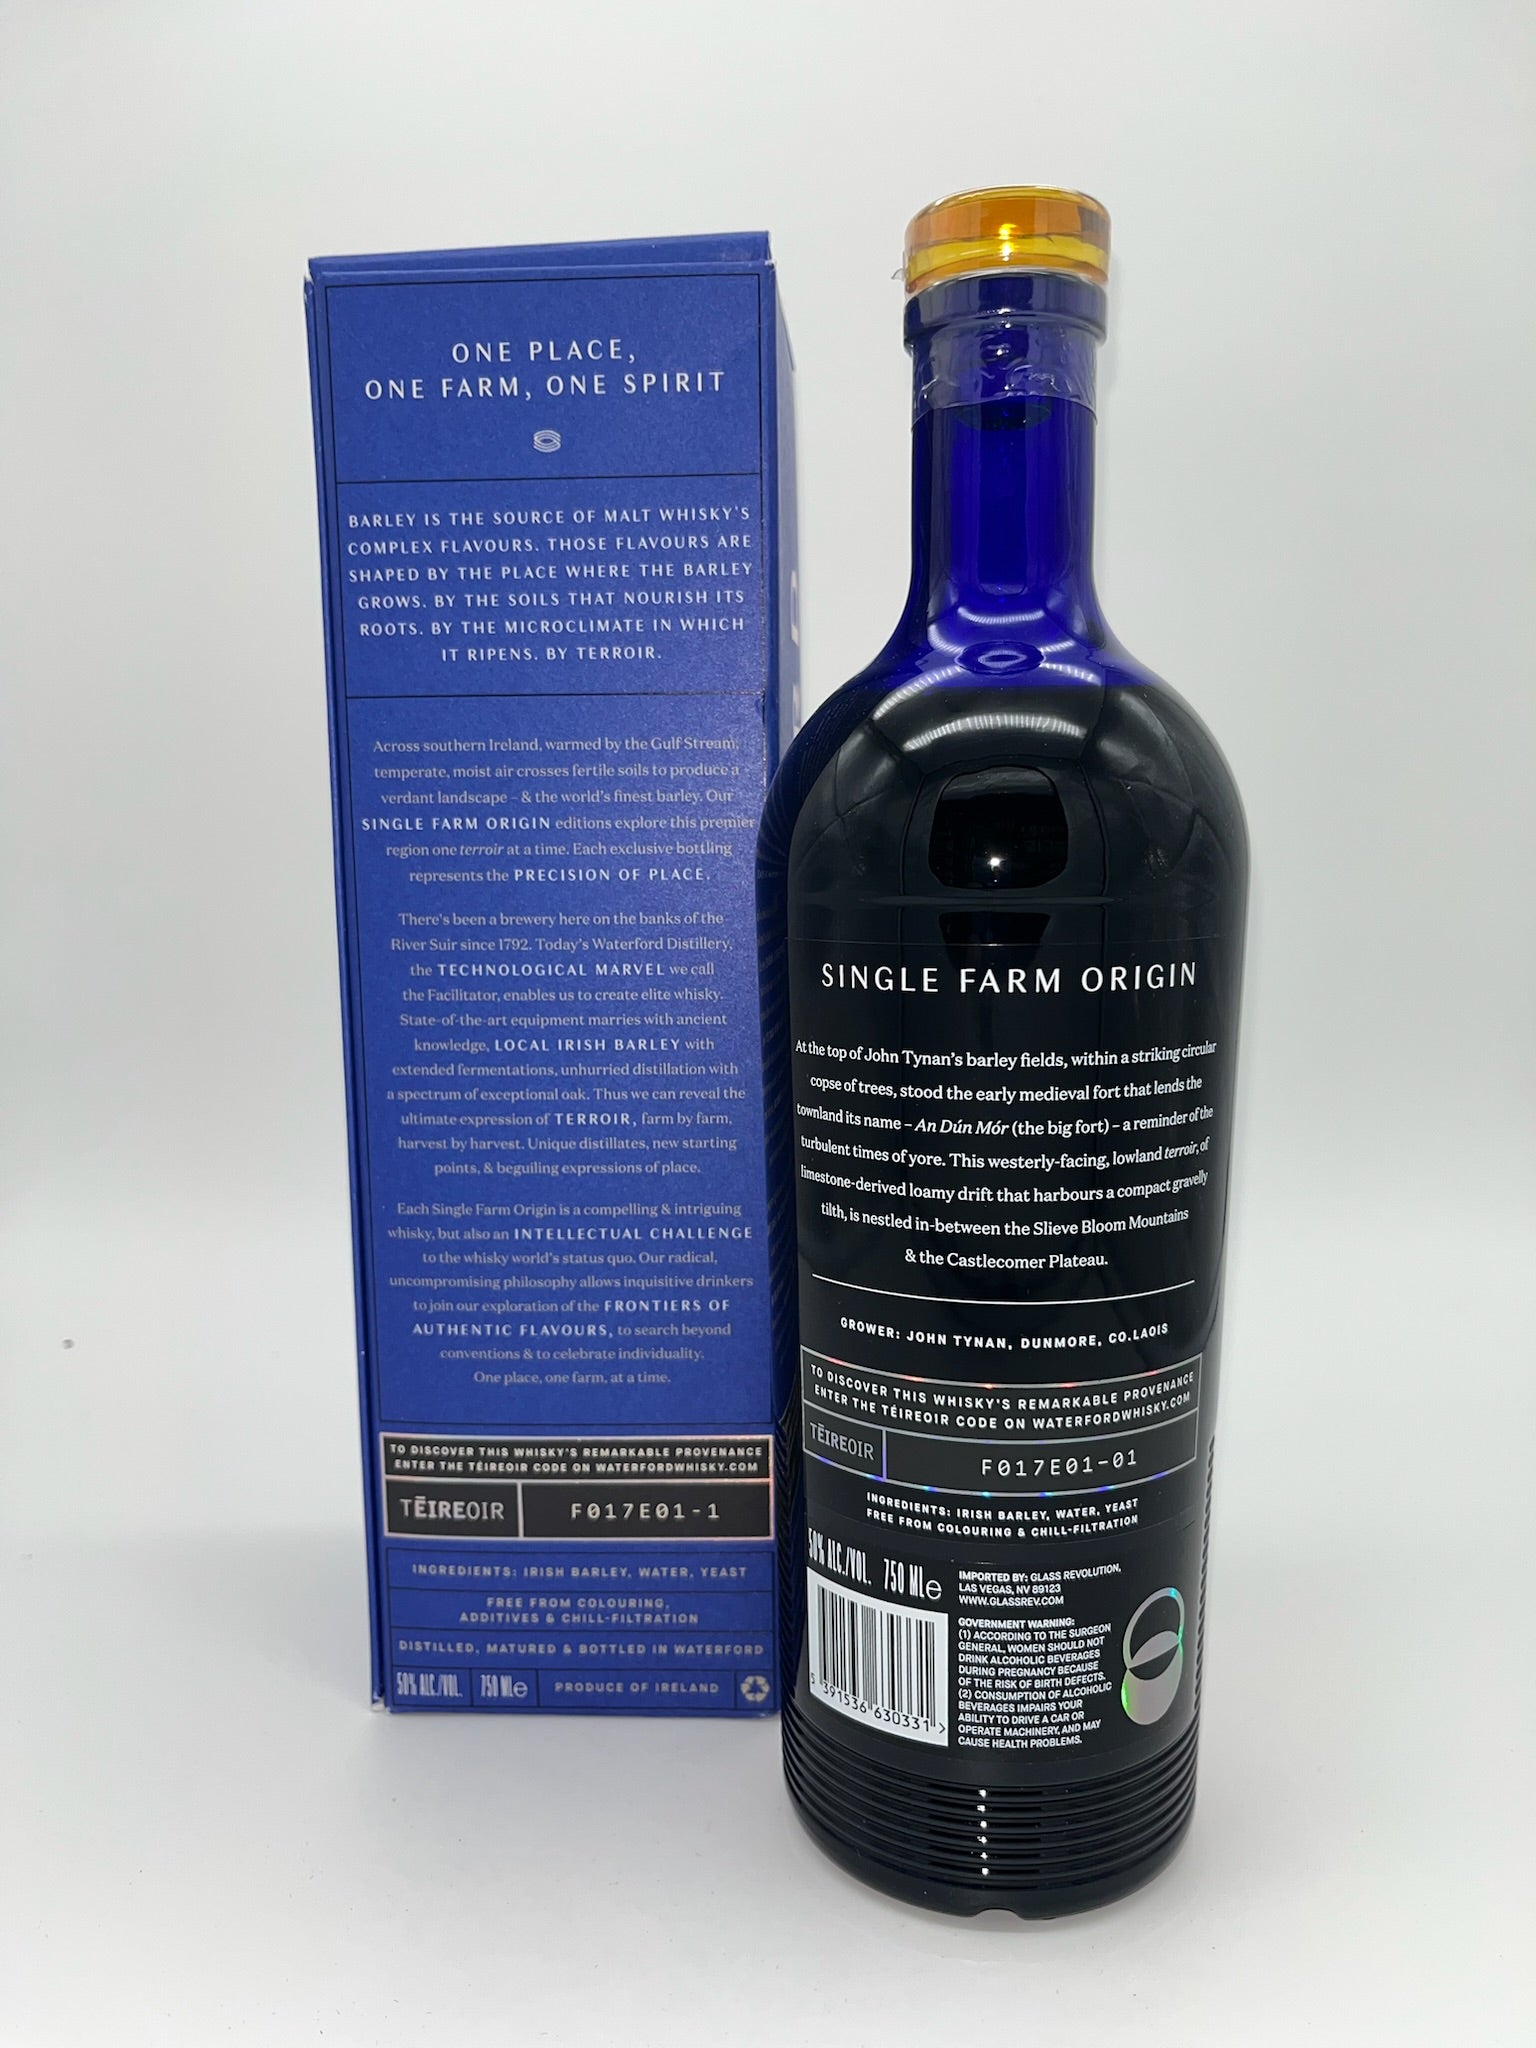 ONE PLACE,
ONE FARM, ONE SPIRIT
BARLEY IS THE SOURCE OF MALT WHISKY'S
COMPLEX FLAVOURS. THOSE FLAVOURS ARE
SHAPED BY THE PLACE WHERE THE BARLEY
GROWS. BY THE SOILS THAT NOURISH ITS
ROOTS. BY THE MICROCLIMATE IN WHICH
IT RIPENS. BY TERROIR.
Across southern Ireland, warmed by the Gulf Stream,
temperate, moist air crosses fertile soils to produce a
verdant landscape – & the world's finest barley. Our
SINGLE FARM ORIGIN editions explore this premier
region one terroir at a time. Each exclusive bottling
represents the PRECISION OF PLACE.
There's been a brewery here on the banks of the
River Suir since 1792. Today's Waterford Distillery,
the TECHNOLOGICAL MARVEL we call
the Facilitator, enables us to create elite whisky.
State-of-the-art equipment marries with ancient
knowledge, LOCAL IRISH BARLEY with
extended fermentations, unhurried distillation with
a spectrum of exceptional oak. Thus we can reveal the
ultimate expression of TERROIR, farm by farm,
harvest by harvest. Unique distillates, new starting
points, & beguiling expressions of place.
Each Single Farm Origin is a compelling & intriguing
whisky, but also an INTELLECTUAL CHALLENGE
to the whisky world's status quo. Our radical,
uncompromising philosophy allows inquisitive drinkers
to join our exploration of the FRONTIERS OF
AUTHENTIC FLAVOURS, to search beyond
conventions & to celebrate individuality.
One place, one farm, at a time.
TO DISCOVER THIS WHISKY'S REMARKABLE PROVENANCE
ENTER THE TÉIREOIR CODE ON WATERFORDWHISKY.COM
TĒIREOIR F017E01-1
INGREDIENTS: IRISH BARLEY, WATER, YEAST
FREE FROM COLOURING,
ADDITIVES & CHILL-FILTRATION
DISTILLED, MATURED & BOTTLED IN WATERFORD
50% ALC./VOL. 750 MLe PRODUCE OF IRELAND
SINGLE FARM ORIGIN
At the top of John Tynan's barley fields, within a striking circular
copse of trees, stood the early medieval fort that lends the
townland its name – An Dún Mór (the big fort) – a reminder of the
turbulent times of yore. This westerly-facing, lowland terroir, of
limestone-derived loamy drift that harbours a compact gravelly
tilth, is nestled in-between the Slieve Bloom Mountains
& the Castlecomer Plateau.
GROWER: JOHN TYNAN, DUNMORE, CO.LAOIS
TO DISCOVER THIS WHISKY'S REMARKABLE PROVENANCE
ENTER THE TÉIREOIR CODE ON WATERFORDWHISKY.COM
TĒIREOIR F017E01-01
INGREDIENTS: IRISH BARLEY, WATER, YEAST
FREE FROM COLOURING & CHILL-FILTRATION
50% ALC./VOL. 750 MLe
5 391536 630331 >
IMPORTED BY: GLASS REVOLUTION,
LAS VEGAS, NV 89123
WWW.GLASSREV.COM
GOVERNMENT WARNING:
(1) ACCORDING TO THE SURGEON
GENERAL, WOMEN SHOULD NOT
DRINK ALCOHOLIC BEVERAGES
DURING PREGNANCY BECAUSE
OF THE RISK OF BIRTH DEFECTS.
(2) CONSUMPTION OF ALCOHOLIC
BEVERAGES IMPAIRS YOUR
ABILITY TO DRIVE A CAR OR
OPERATE MACHINERY, AND MAY
CAUSE HEALTH PROBLEMS.